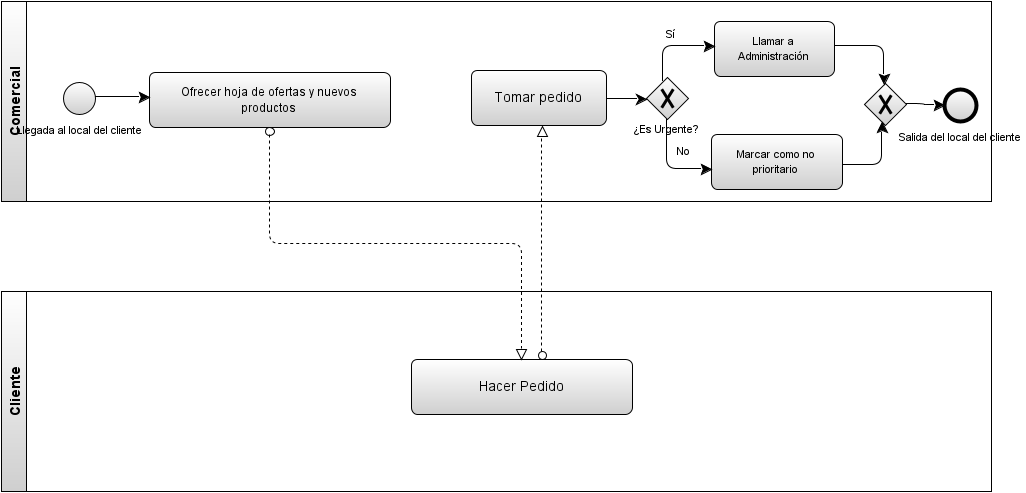 Comercial
Llegada al local del cliente
Ofrecer hoja de ofertas y nuevos
productos
Tomar pedido
¿Es Urgente?
Sí
No
Llamar a
Administración
Marcar como no
prioritario
Salida del local del cliente
Cliente
Hacer Pedido